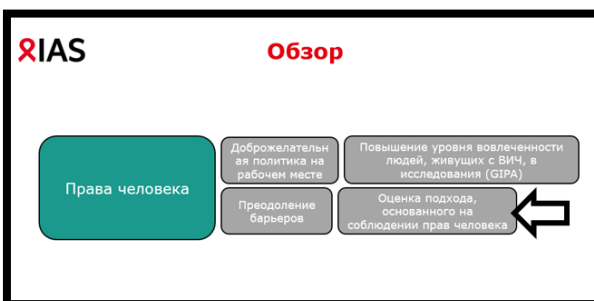 IAS
Обзор
Права человека
Доброжелательн
ая политика на
рабочем месте
Повышение уровня вовлеченности
людей, живущих с ВИЧ, в
исследования (GIPA)
Преодоление
барьеров
Оценка подхода,
основанного на
соблюдении прав человека